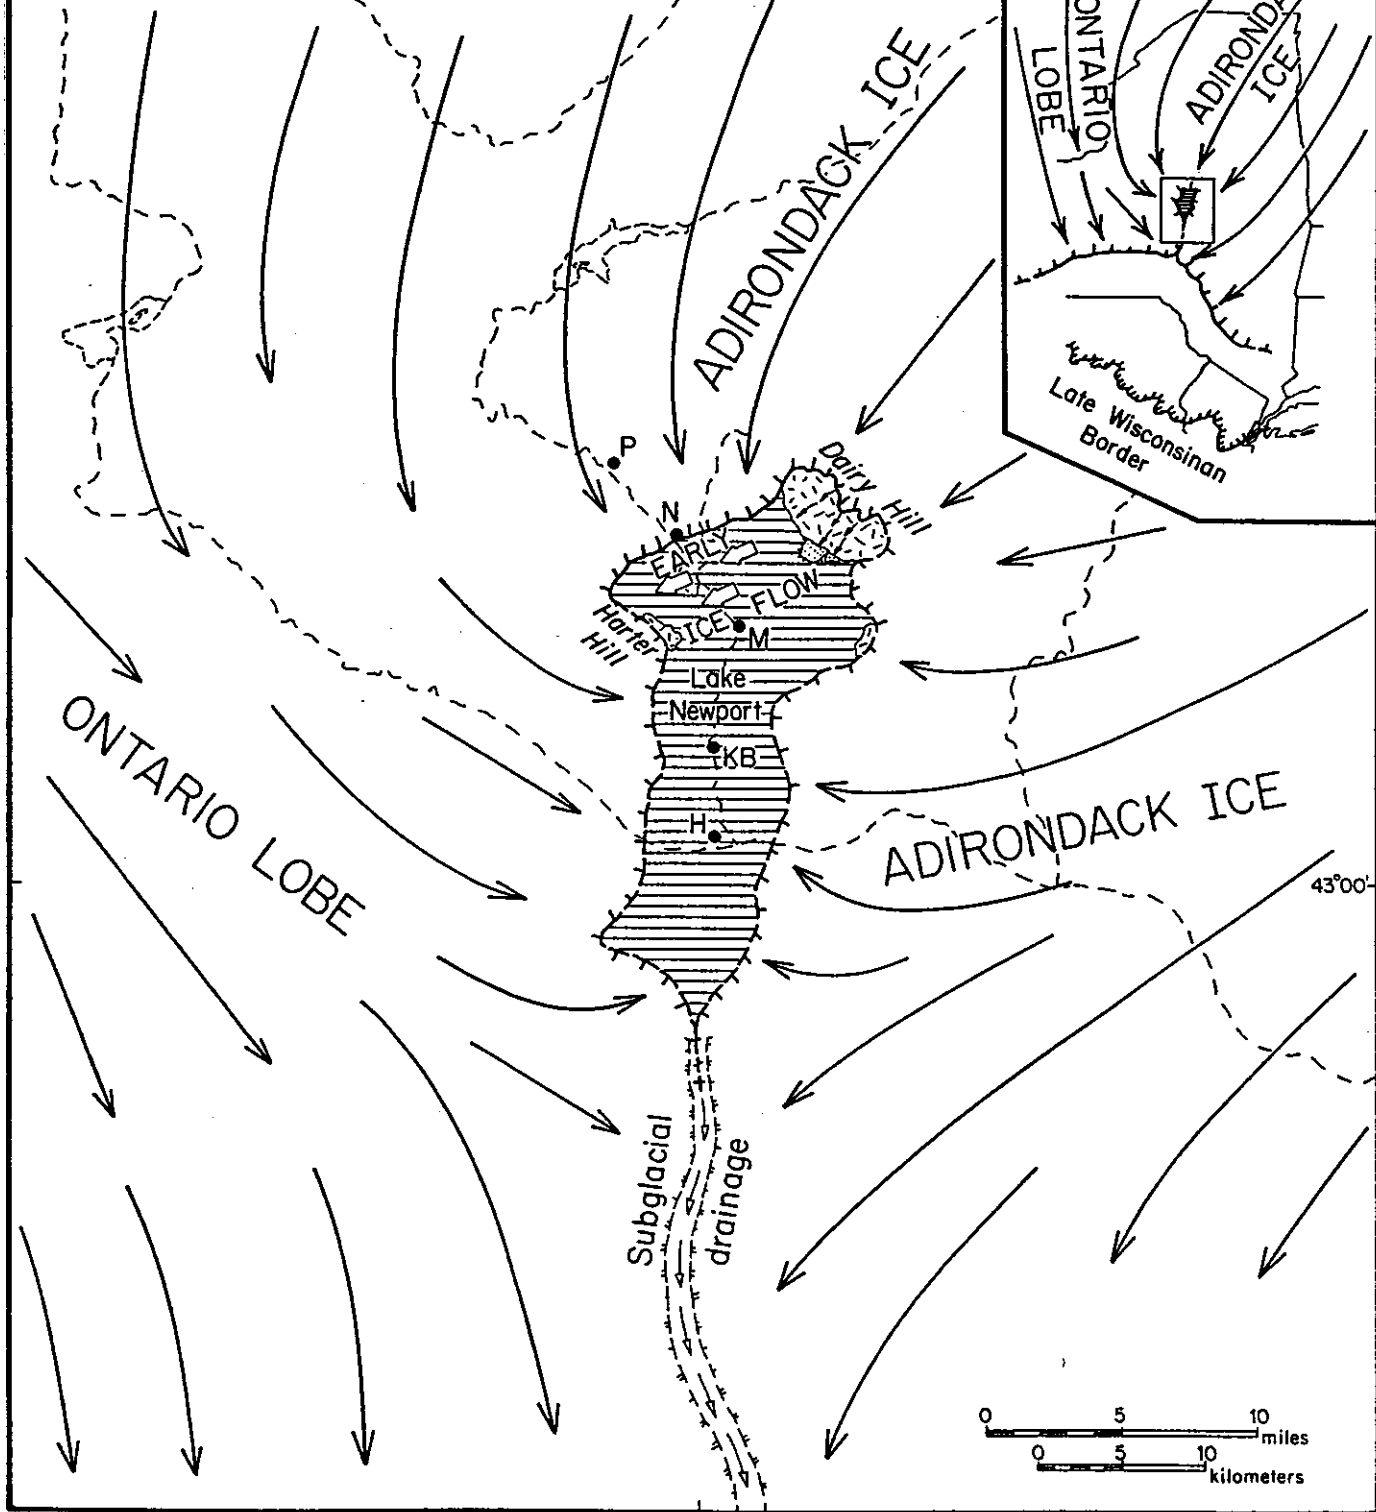 ADIRONDACK ICE
ONTARIO
LOBE
ICE
Late Wisconsinan
Border
P
N
Dairy
Hill
EARLY
ICE FLOW
Harter
Hill
M
Lake
Newport
KB
H
ONTARIO LOBE
ADIRONDACK ICE
43°00'
Subglacial
drainage
0 5 10
miles
0 5 10
kilometers